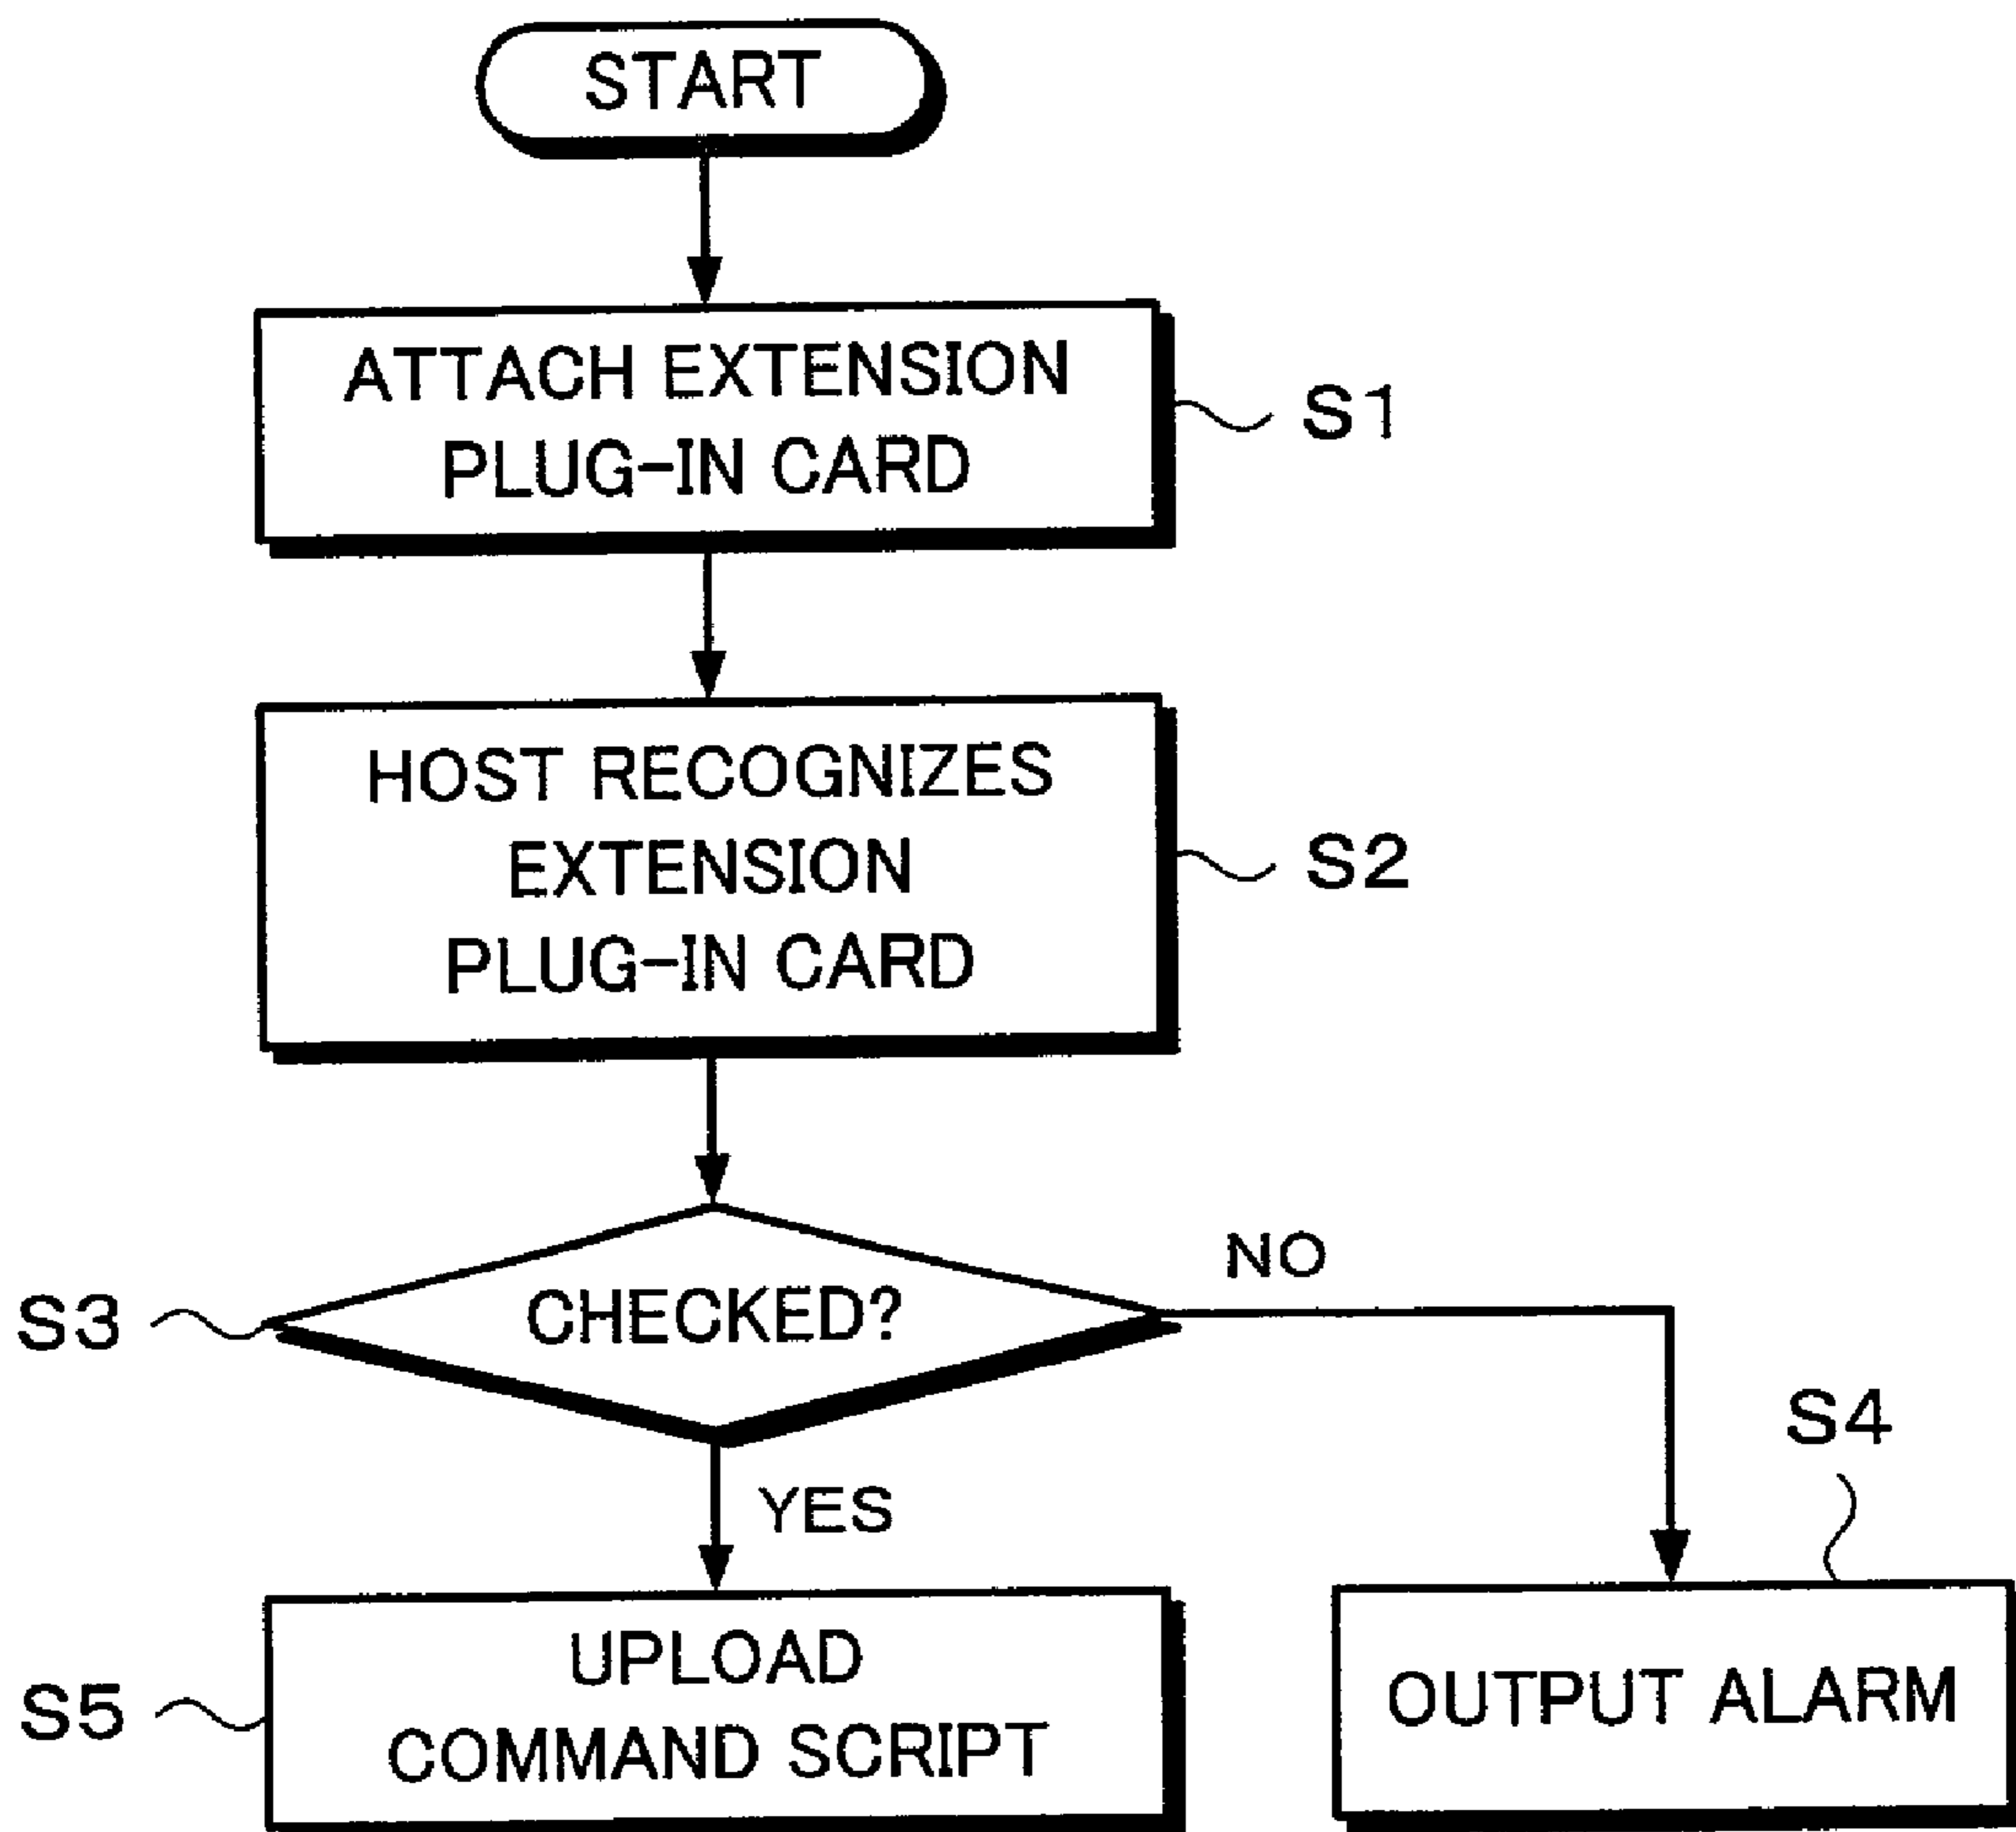 START
ATTACH EXTENSION
PLUG-IN CARD
S1
HOST RECOGNIZES
EXTENSION
PLUG-IN CARD
S2
S3
CHECKED?
NO
YES
S4
S5
UPLOAD
COMMAND SCRIPT
OUTPUT ALARM